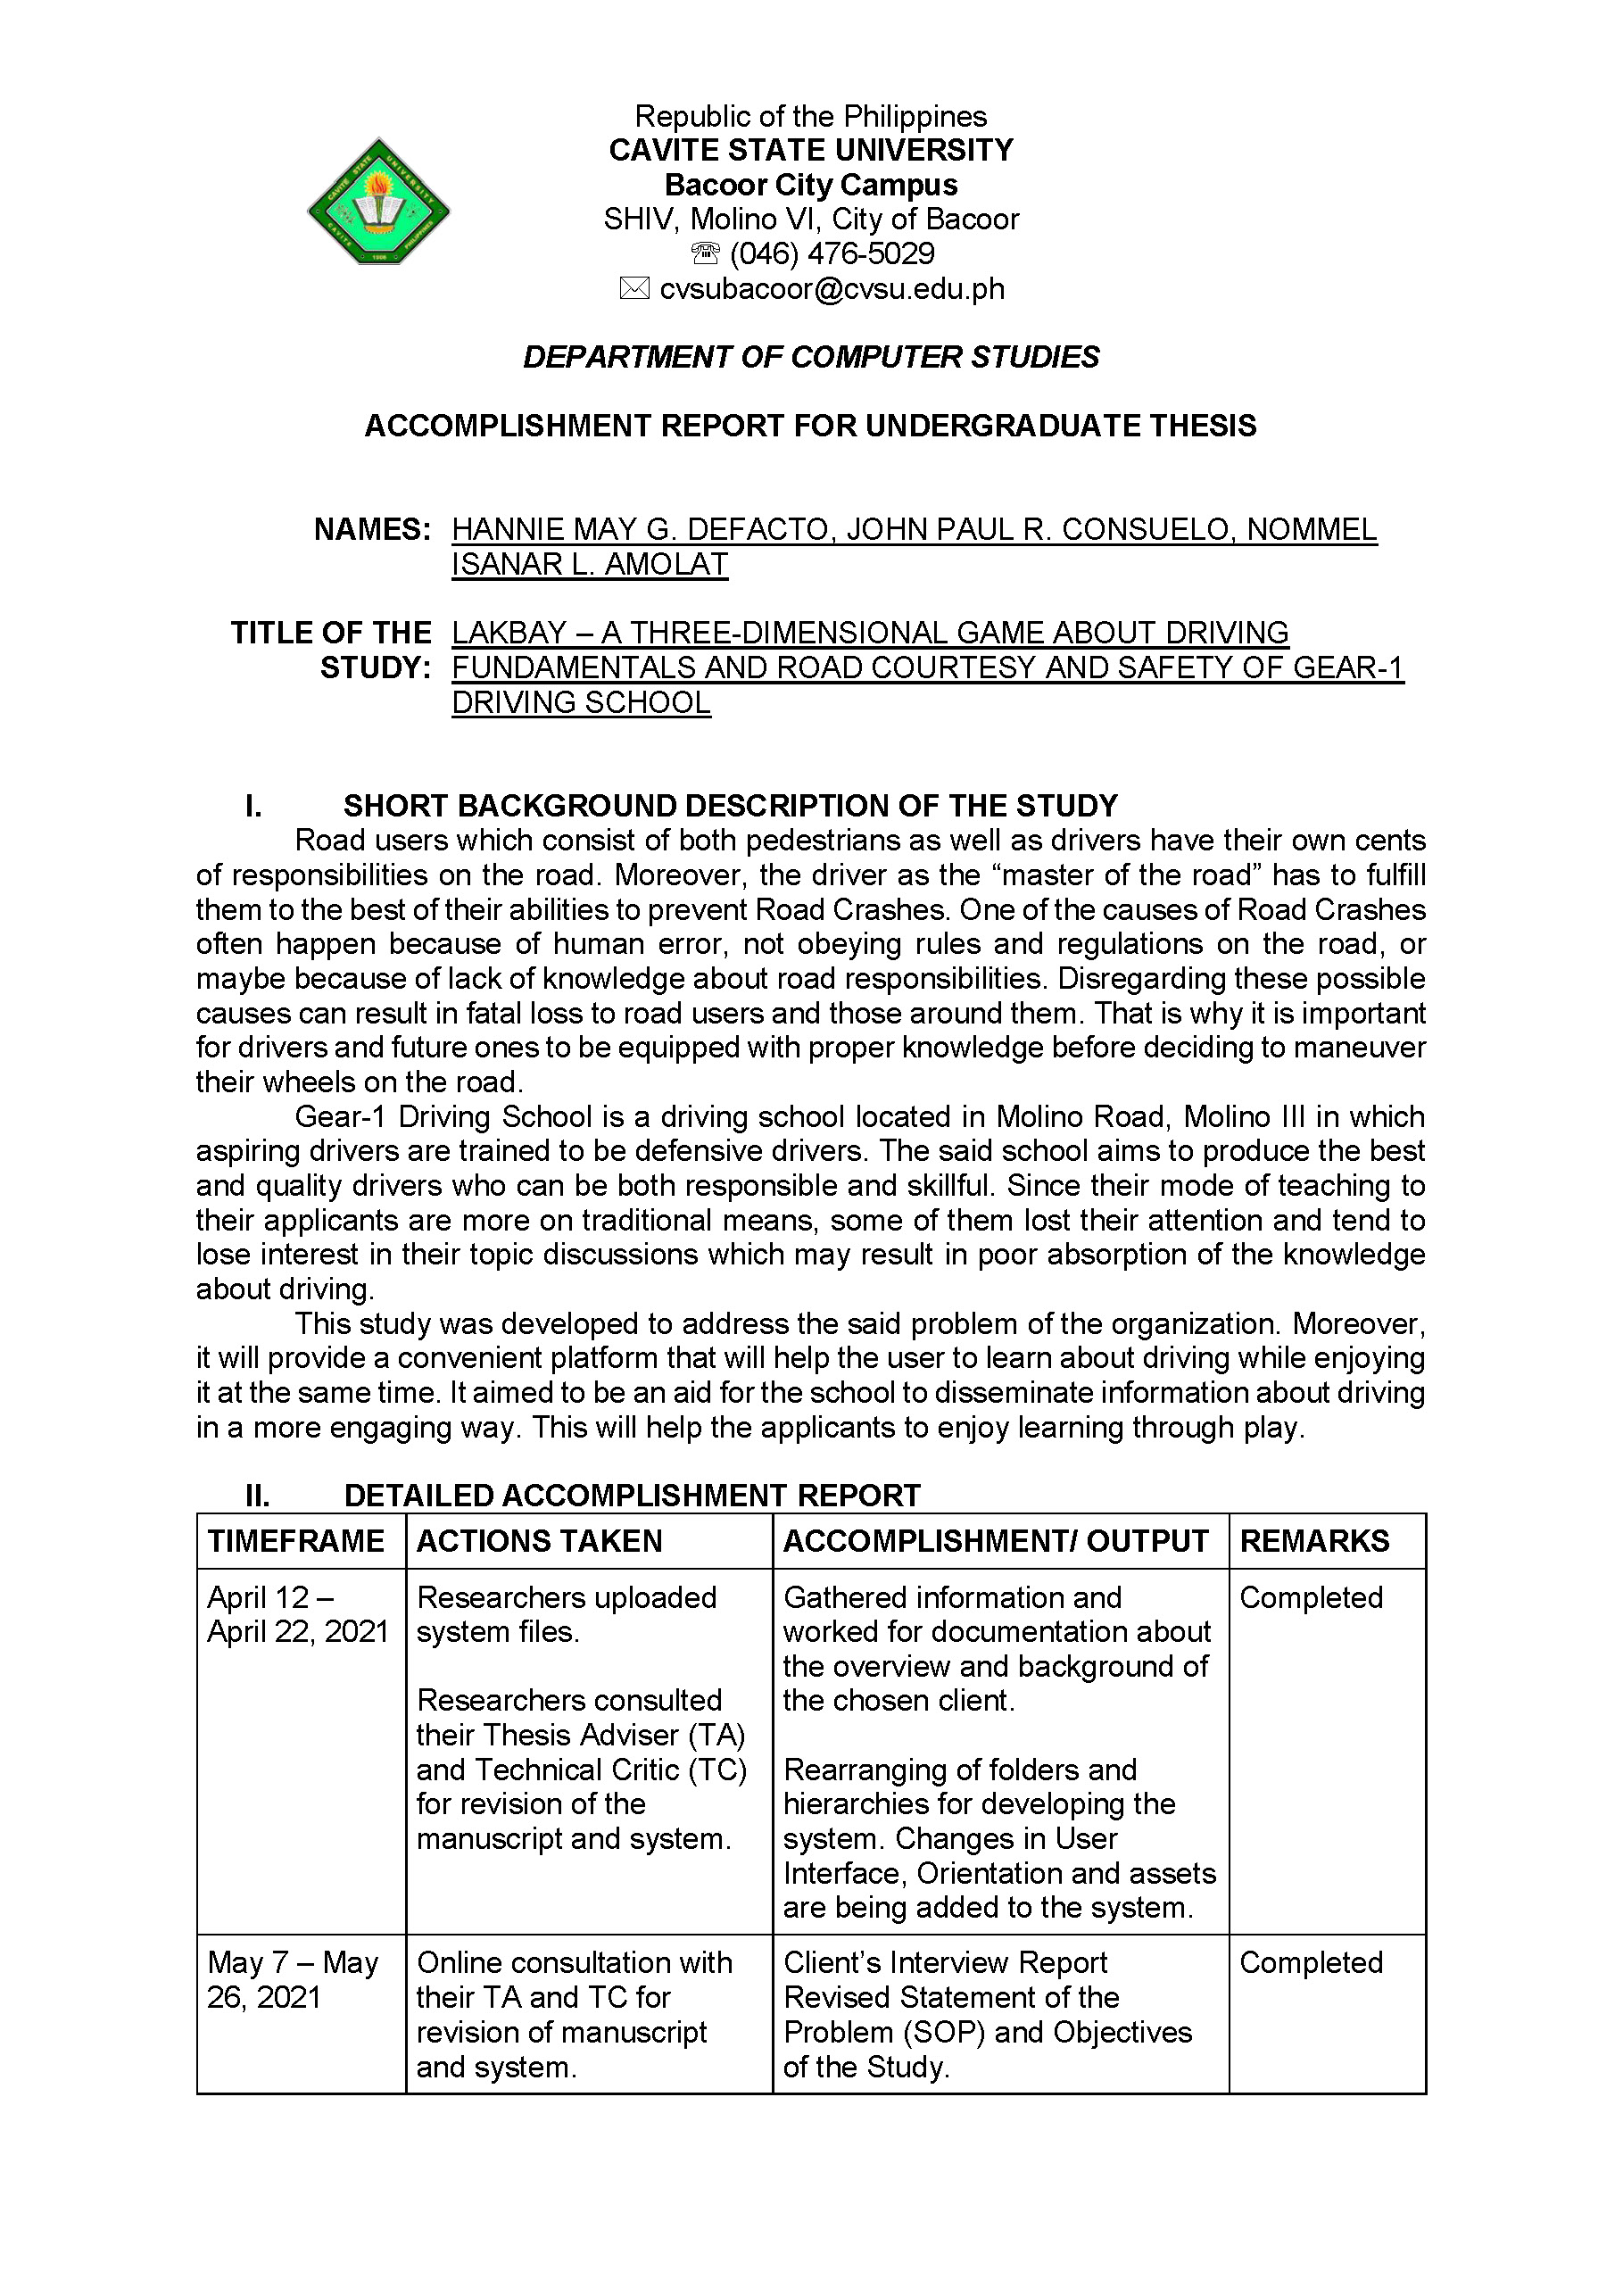 Republic of the Philippines
CAVITE STATE UNIVERSITY
Bacoor City Campus
SHIV, Molino VI, City of Bacoor
☏ (046) 476-5029
✉ cvsubacoor@cvsu.edu.ph
CAVITE STATE UNIVERSITY
CAVITE 1906 PHILIPPINES
DEPARTMENT OF COMPUTER STUDIES
ACCOMPLISHMENT REPORT FOR UNDERGRADUATE THESIS
NAMES: HANNIE MAY G. DEFACTO, JOHN PAUL R. CONSUELO, NOMMEL
ISANAR L. AMOLAT
TITLE OF THE LAKBAY – A THREE-DIMENSIONAL GAME ABOUT DRIVING
STUDY: FUNDAMENTALS AND ROAD COURTESY AND SAFETY OF GEAR-1
DRIVING SCHOOL
I. SHORT BACKGROUND DESCRIPTION OF THE STUDY
Road users which consist of both pedestrians as well as drivers have their own cents
of responsibilities on the road. Moreover, the driver as the “master of the road” has to fulfill
them to the best of their abilities to prevent Road Crashes. One of the causes of Road Crashes
often happen because of human error, not obeying rules and regulations on the road, or
maybe because of lack of knowledge about road responsibilities. Disregarding these possible
causes can result in fatal loss to road users and those around them. That is why it is important
for drivers and future ones to be equipped with proper knowledge before deciding to maneuver
their wheels on the road.
Gear-1 Driving School is a driving school located in Molino Road, Molino III in which
aspiring drivers are trained to be defensive drivers. The said school aims to produce the best
and quality drivers who can be both responsible and skillful. Since their mode of teaching to
their applicants are more on traditional means, some of them lost their attention and tend to
lose interest in their topic discussions which may result in poor absorption of the knowledge
about driving.
This study was developed to address the said problem of the organization. Moreover,
it will provide a convenient platform that will help the user to learn about driving while enjoying
it at the same time. It aimed to be an aid for the school to disseminate information about driving
in a more engaging way. This will help the applicants to enjoy learning through play.
II. DETAILED ACCOMPLISHMENT REPORT
TIMEFRAME ACTIONS TAKEN ACCOMPLISHMENT/ OUTPUT REMARKS
April 12 –
April 22, 2021
Researchers uploaded
system files.
Researchers consulted
their Thesis Adviser (TA)
and Technical Critic (TC)
for revision of the
manuscript and system.
Gathered information and
worked for documentation about
the overview and background of
the chosen client.
Rearranging of folders and
hierarchies for developing the
system. Changes in User
Interface, Orientation and assets
are being added to the system.
Completed
May 7 – May
26, 2021
Online consultation with
their TA and TC for
revision of manuscript
and system.
Client’s Interview Report
Revised Statement of the
Problem (SOP) and Objectives
of the Study.
Completed